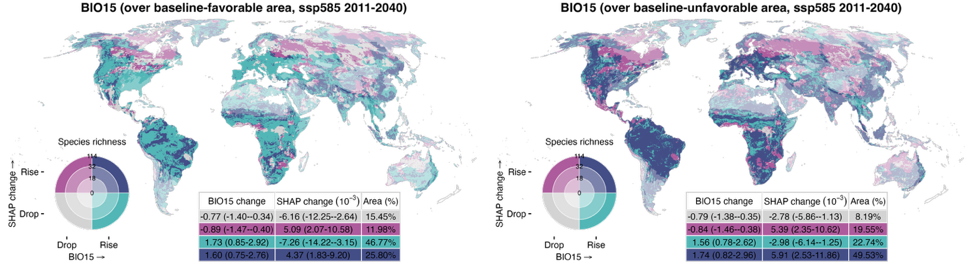 BIO15 (over baseline-favorable area, ssp585 2011-2040)
Species richness
114
32
18
0
SHAP change →
Rise
Drop
Drop
Rise
BIO15 →
BIO15 change SHAP change (10⁻³) Area (%)
-0.77 (-1.40--0.34) -6.16 (-12.25--2.64) 15.45%
-0.89 (-1.47--0.40) 5.09 (2.07-10.58) 11.98%
1.73 (0.85-2.92) -7.26 (-14.22--3.15) 46.77%
1.60 (0.75-2.76) 4.37 (1.83-9.20) 25.80%
BIO15 (over baseline-unfavorable area, ssp585 2011-2040)
Species richness
114
32
18
0
SHAP change →
Rise
Drop
Drop
Rise
BIO15 →
BIO15 change SHAP change (10⁻³) Area (%)
-0.79 (-1.38--0.35) -2.78 (-5.86--1.13) 8.19%
-0.84 (-1.46--0.38) 5.39 (2.35-10.62) 19.55%
1.56 (0.78-2.62) -2.98 (-6.14--1.25) 22.74%
1.74 (0.82-2.96) 5.91 (2.53-11.86) 49.53%